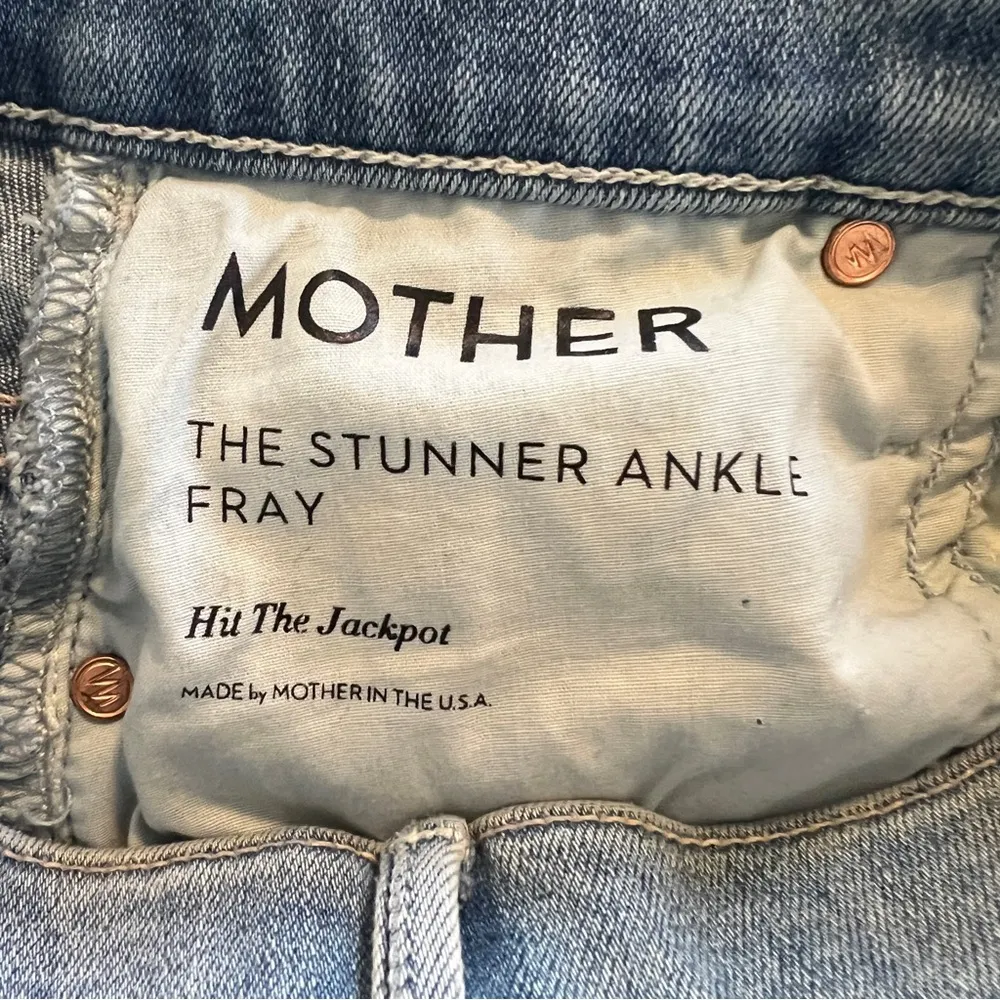 MOTHER
THE STUNNER ANKLE
FRAY
Hit The Jackpot
MADE by MOTHER IN THE U.S.A.